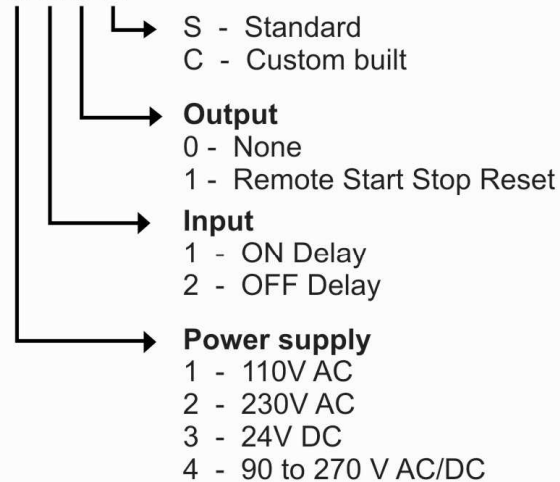 S - Standard
C - Custom built
Output
0 - None
1 - Remote Start Stop Reset
Input
1 - ON Delay
2 - OFF Delay
Power supply
1 - 110V AC
2 - 230V AC
3 - 24V DC
4 - 90 to 270 V AC/DC